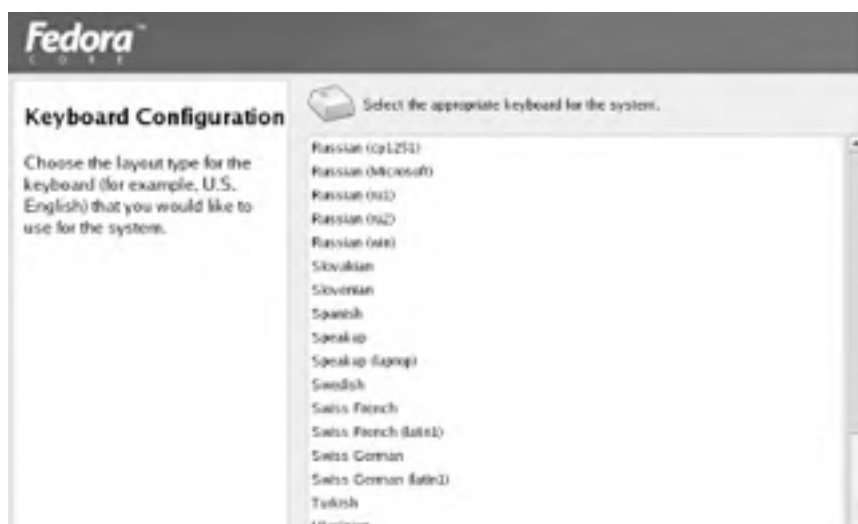 Fedora™
CORE
Keyboard Configuration
Choose the layout type for the
keyboard (for example, U.S.
English) that you would like to
use for the system.
Select the appropriate keyboard for the system.
Russian (cp1251)
Russian (Microsoft)
Russian (ru1)
Russian (ru2)
Russian (win)
Slovakian
Slovenian
Spanish
Speakup
Speakup (laptop)
Swedish
Swiss French
Swiss French (latin1)
Swiss German
Swiss German (latin1)
Turkish